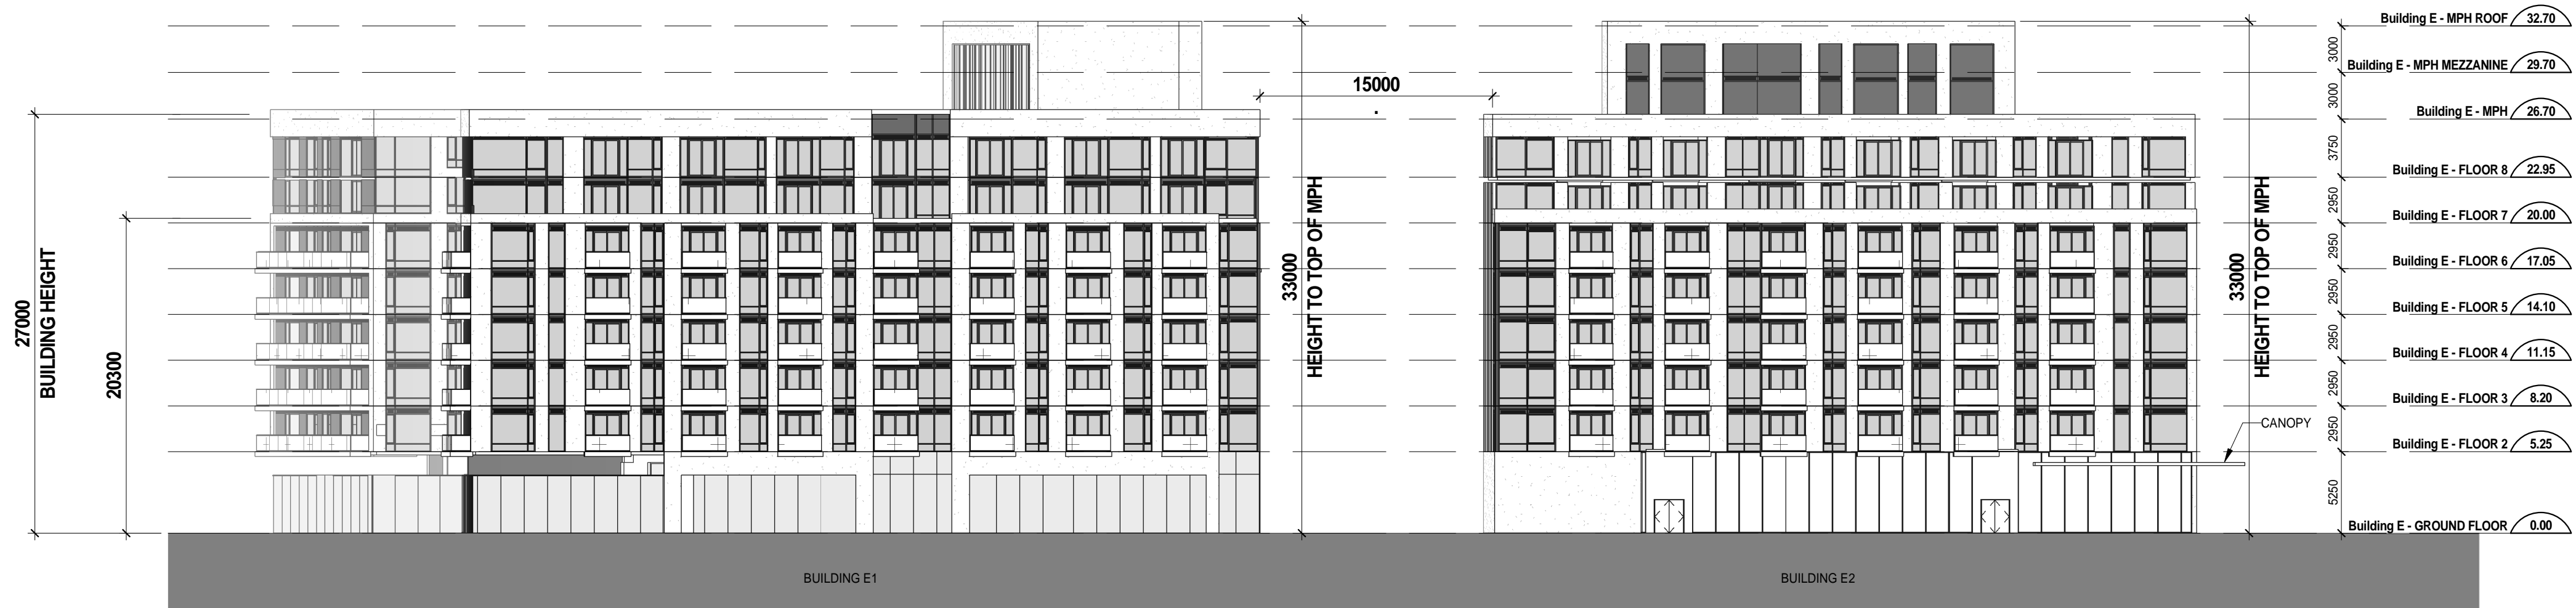 27000
BUILDING HEIGHT
20300
15000
33000
HEIGHT TO TOP OF MPH
33000
HEIGHT TO TOP OF MPH
CANOPY
Building E - MPH ROOF 32.70
3000
Building E - MPH MEZZANINE 29.70
3000
Building E - MPH 26.70
3750
Building E - FLOOR 8 22.95
2950
Building E - FLOOR 7 20.00
2950
Building E - FLOOR 6 17.05
2950
Building E - FLOOR 5 14.10
2950
Building E - FLOOR 4 11.15
2950
Building E - FLOOR 3 8.20
2950
Building E - FLOOR 2 5.25
5250
Building E - GROUND FLOOR 0.00
BUILDING E1
BUILDING E2